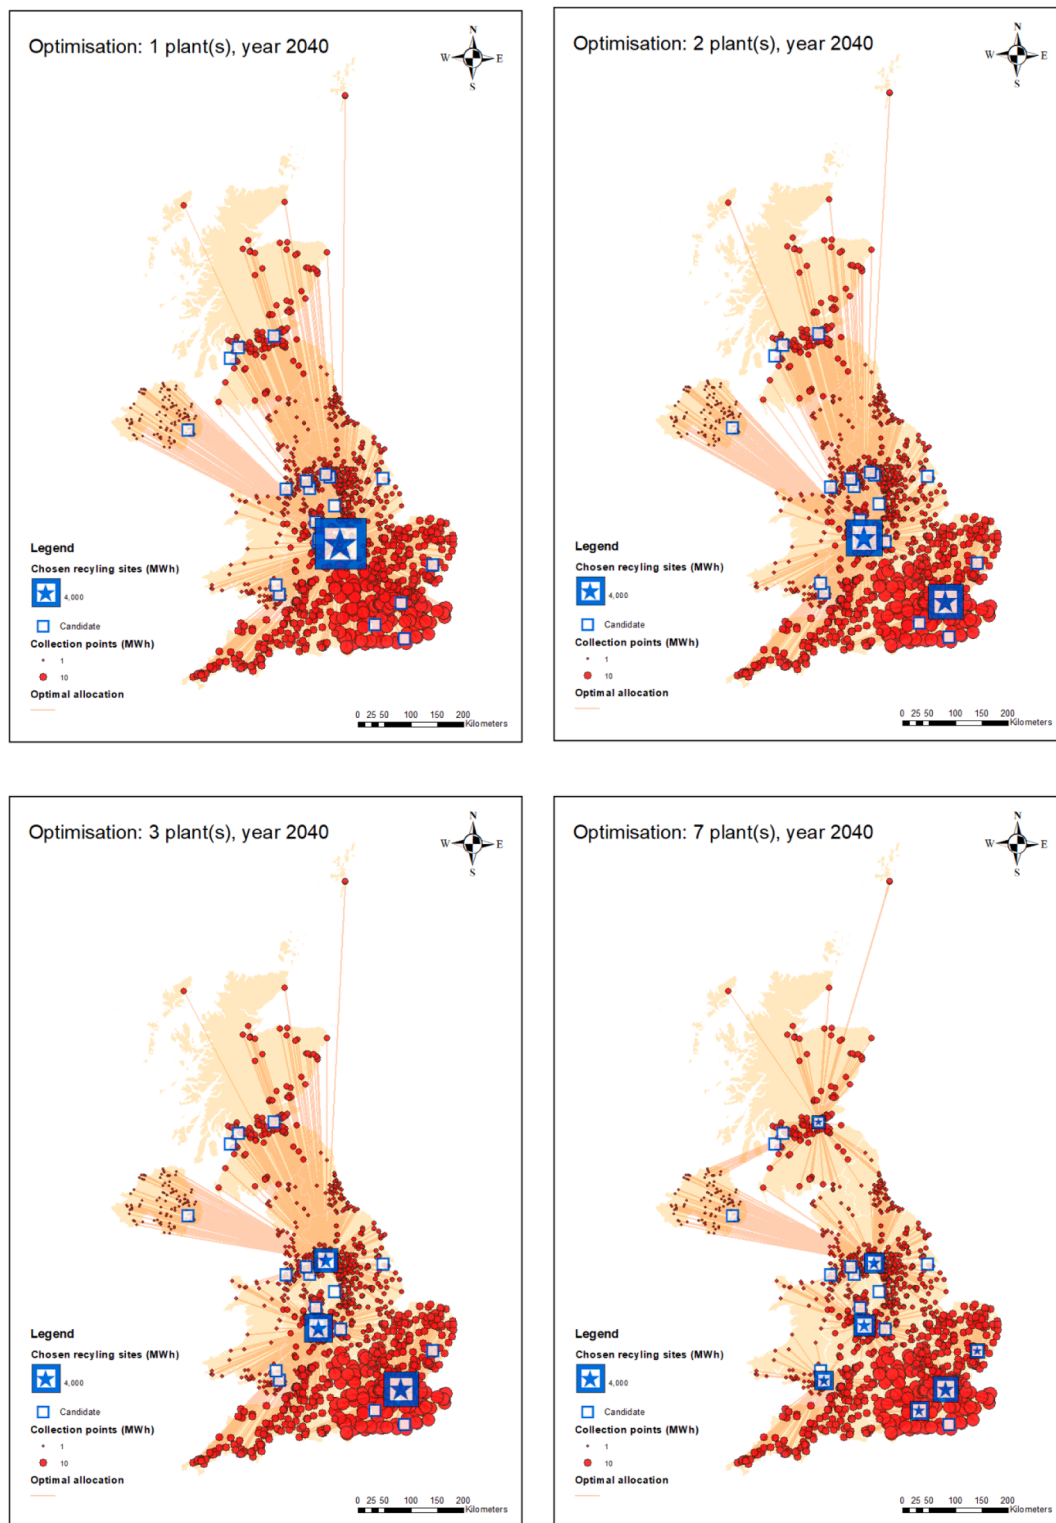 Optimisation: 1 plant(s), year 2040
N
W E
S
Legend
Chosen recyling sites (MWh)
4,000
Candidate
Collection points (MWh)
1
10
Optimal allocation
0 25 50 100 150 200
Kilometers
Optimisation: 2 plant(s), year 2040
N
W E
S
Legend
Chosen recyling sites (MWh)
4,000
Candidate
Collection points (MWh)
1
10
Optimal allocation
0 25 50 100 150 200
Kilometers
Optimisation: 3 plant(s), year 2040
N
W E
S
Legend
Chosen recyling sites (MWh)
4,000
Candidate
Collection points (MWh)
1
10
Optimal allocation
0 25 50 100 150 200
Kilometers
Optimisation: 7 plant(s), year 2040
N
W E
S
Legend
Chosen recyling sites (MWh)
4,000
Candidate
Collection points (MWh)
1
10
Optimal allocation
0 25 50 100 150 200
Kilometers